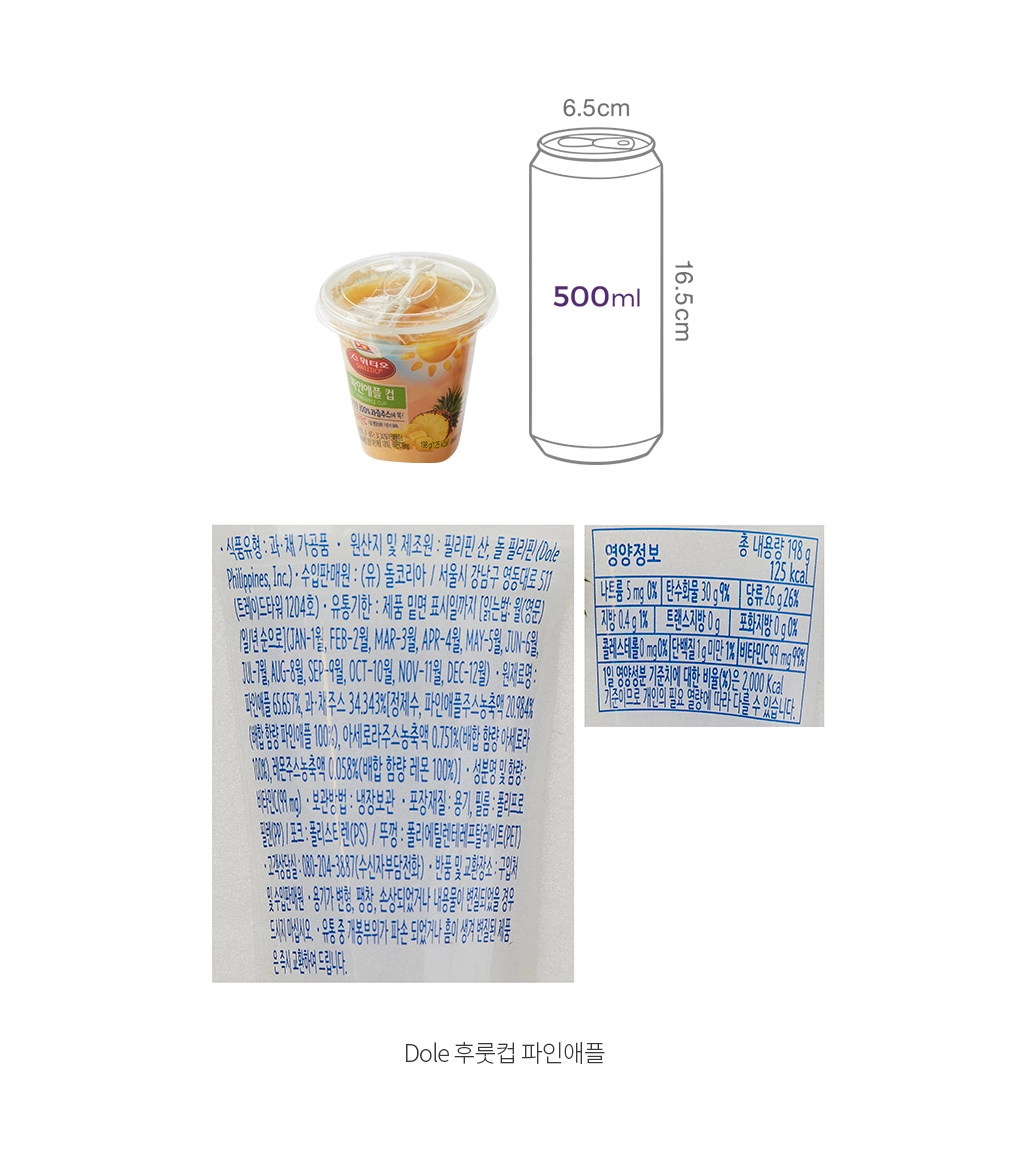 6.5cm
500ml
16.5cm
스위티오
SWEETIO
파인애플 컵
100% 과즙주스에 쏙!
198 g(125 kcal)
· 식품유형 : 과·채 가공품 · 원산지 및 제조원 : 필리핀 산, 돌 필리핀(Dole
Philippines, Inc.) · 수입판매원 : (유) 돌코리아 / 서울시 강남구 영동대로 511
(트레이드타워 1204호) · 유통기한 : 제품 밑면 표시일까지 [읽는법 : 월(영문)
/일/년 순으로](JAN-1월, FEB-2월, MAR-3월, APR-4월, MAY-5월, JUN-6월,
JUL-7월, AUG-8월, SEP-9월, OCT-10월, NOV-11월, DEC-12월) · 원재료명 :
파인애플 65.657%, 과·채주스 34.343%[정제수, 파인애플주스농축액 20.984%
(배합 함량 파인애플 100%), 아세로라주스농축액 0.751%(배합 함량 아세로라
100%), 레몬주스농축액 0.058%(배합 함량 레몬 100%)] · 성분명 및 함량 :
비타민C(99 mg) · 보관방법 : 냉장보관 · 포장재질 : 용기, 필름 : 폴리프로
필렌(PP) / 포크 : 폴리스티렌(PS) / 뚜껑 : 폴리에틸렌테레프탈레이트(PET)
· 고객상담실 : 080-204-3887(수신자부담전화) · 반품 및 교환장소 : 구입처
및 수입판매원 · 용기가 변형, 팽창, 손상되었거나 내용물이 변질되었을 경우
드시지 마십시오. · 유통 중 개봉부위가 파손 되었거나 흠이 생겨 변질된 제품
은 즉시 교환하여 드립니다.
영양정보
총 내용량 198 g
125 kcal
나트륨 5 mg 0% 탄수화물 30 g 9% 당류 26 g 26%
지방 0.4 g 1% 트랜스지방 0 g 포화지방 0 g 0%
콜레스테롤 0 mg 0% 단백질 1 g 미만 1% 비타민C 99 mg 99%
1일 영양성분 기준치에 대한 비율(%)은 2,000 Kcal
기준이므로 개인의 필요 열량에 따라 다를 수 있습니다.
Dole 후룻컵 파인애플